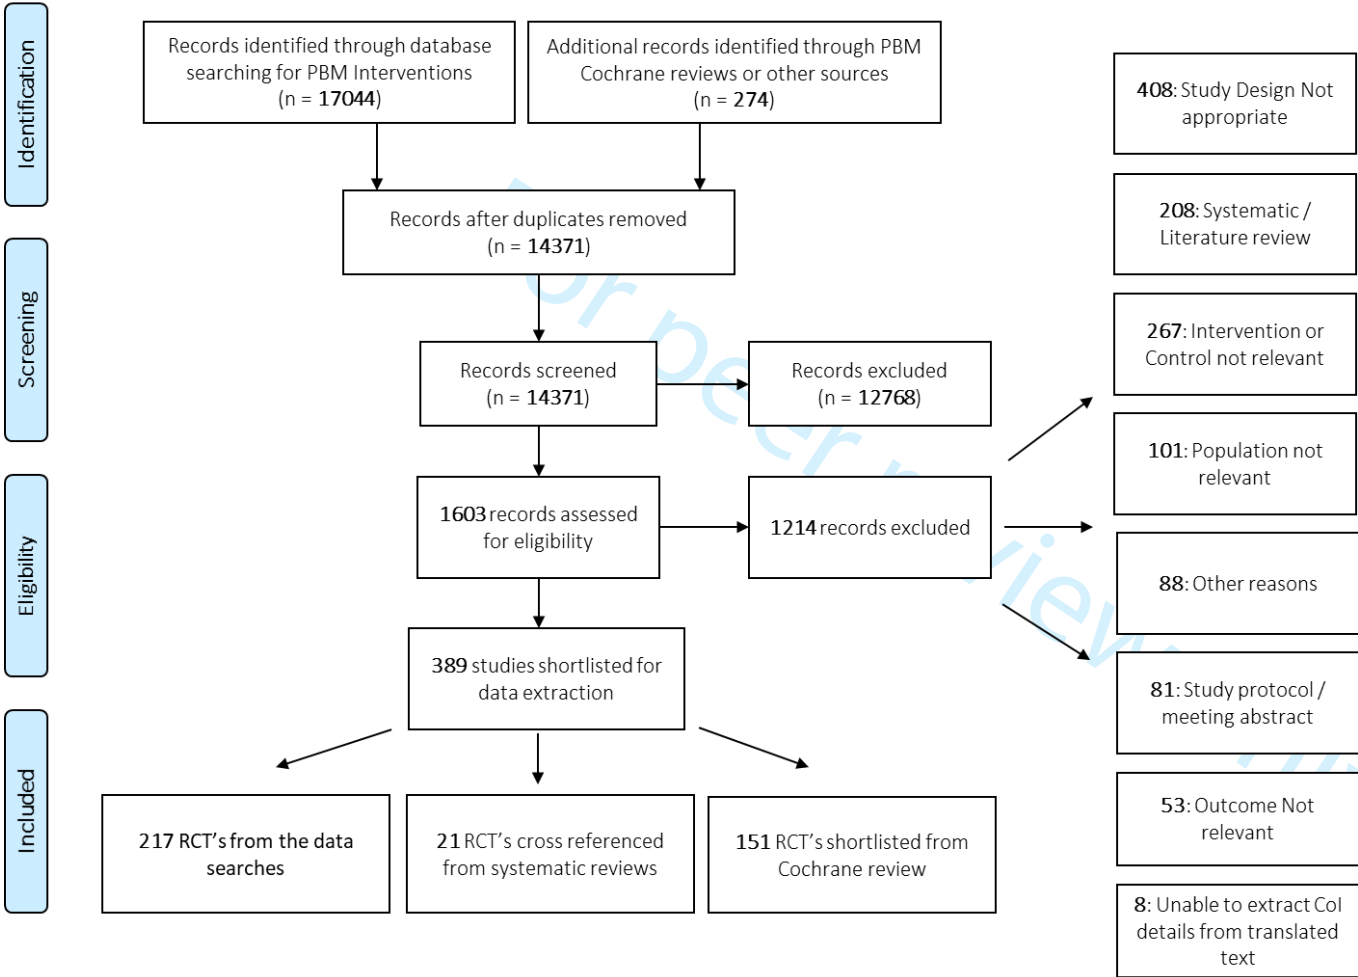 Identification
Records identified through database
searching for PBM Interventions
(n = 17044)
Additional records identified through PBM
Cochrane reviews or other sources
(n = 274)
Records after duplicates removed
(n = 14371)
Screening
Records screened
(n = 14371)
Records excluded
(n = 12768)
Eligibility
1603 records assessed
for eligibility
1214 records excluded
389 studies shortlisted for
data extraction
Included
217 RCT's from the data
searches
21 RCT's cross referenced
from systematic reviews
151 RCT's shortlisted from
Cochrane review
408: Study Design Not
appropriate
208: Systematic /
Literature review
267: Intervention or
Control not relevant
101: Population not
relevant
88: Other reasons
81: Study protocol /
meeting abstract
53: Outcome Not
relevant
8: Unable to extract CoI
details from translated
text
or peer